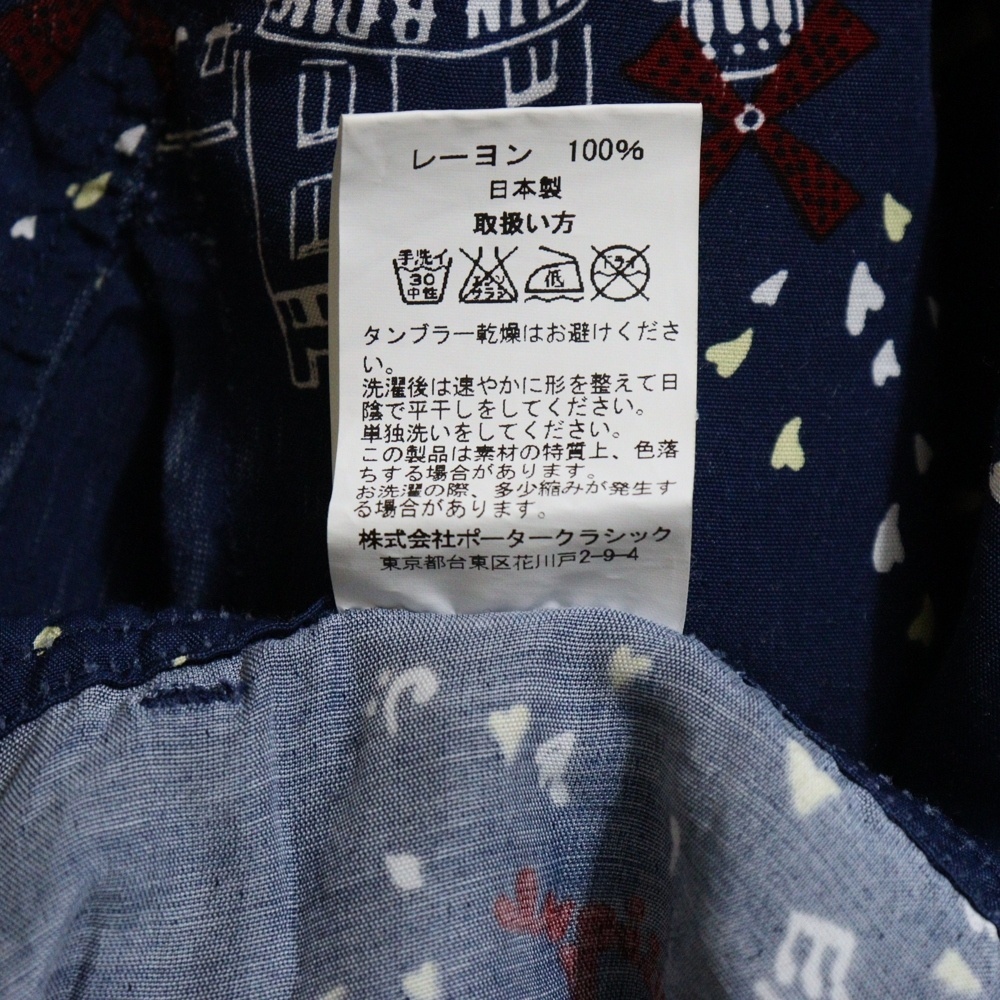 レーヨン 100%
日本製
取扱い方
手洗イ 30 中性 エンソ サラシ 低 ドライ
タンブラー乾燥はお避けくださ
い。
洗濯後は速やかに形を整えて日
陰で平干しをしてください。
単独洗いをしてください。
この製品は素材の特質上、色落
ちする場合があります。
お洗濯の際、多少縮みが発生す
る場合があります。
株式会社ポータークラシック
東京都台東区花川戸2-9-4